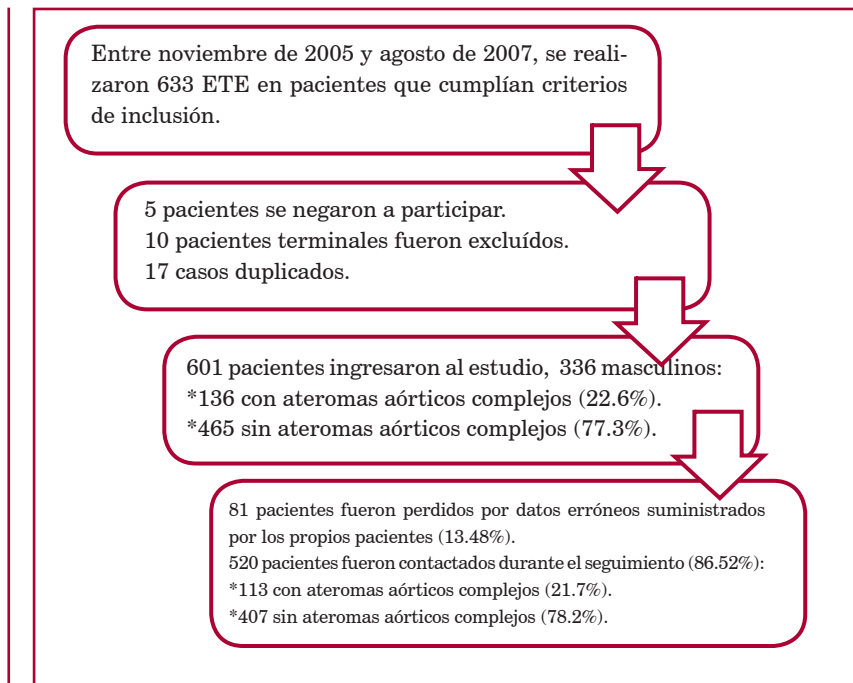 Entre noviembre de 2005 y agosto de 2007, se reali-
zaron 633 ETE en pacientes que cumplían criterios
de inclusión.
5 pacientes se negaron a participar.
10 pacientes terminales fueron excluídos.
17 casos duplicados.
601 pacientes ingresaron al estudio, 336 masculinos:
*136 con ateromas aórticos complejos (22.6%).
*465 sin ateromas aórticos complejos (77.3%).
81 pacientes fueron perdidos por datos erróneos suministrados
por los propios pacientes (13.48%).
520 pacientes fueron contactados durante el seguimiento (86.52%):
*113 con ateromas aórticos complejos (21.7%).
*407 sin ateromas aórticos complejos (78.2%).